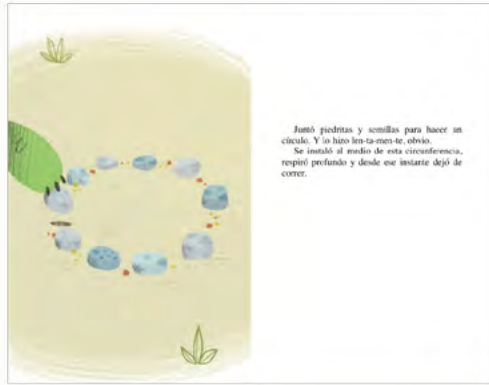 Juntó piedritas y semillas para hacer un
círculo. Y lo hizo len-ta-men-te, obvio.
Se instaló al medio de esta circunferencia,
respiró profundo y desde ese instante dejó de
correr.